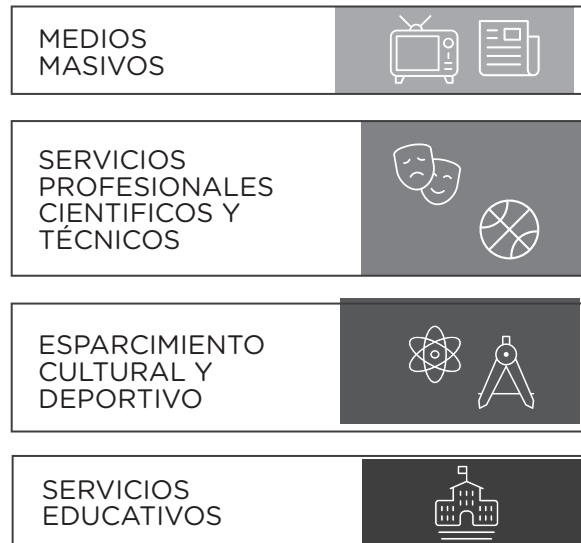 MEDIOS
MASIVOS
SERVICIOS
PROFESIONALES
CIENTIFICOS Y
TÉCNICOS
ESPARCIMIENTO
CULTURAL Y
DEPORTIVO
SERVICIOS
EDUCATIVOS